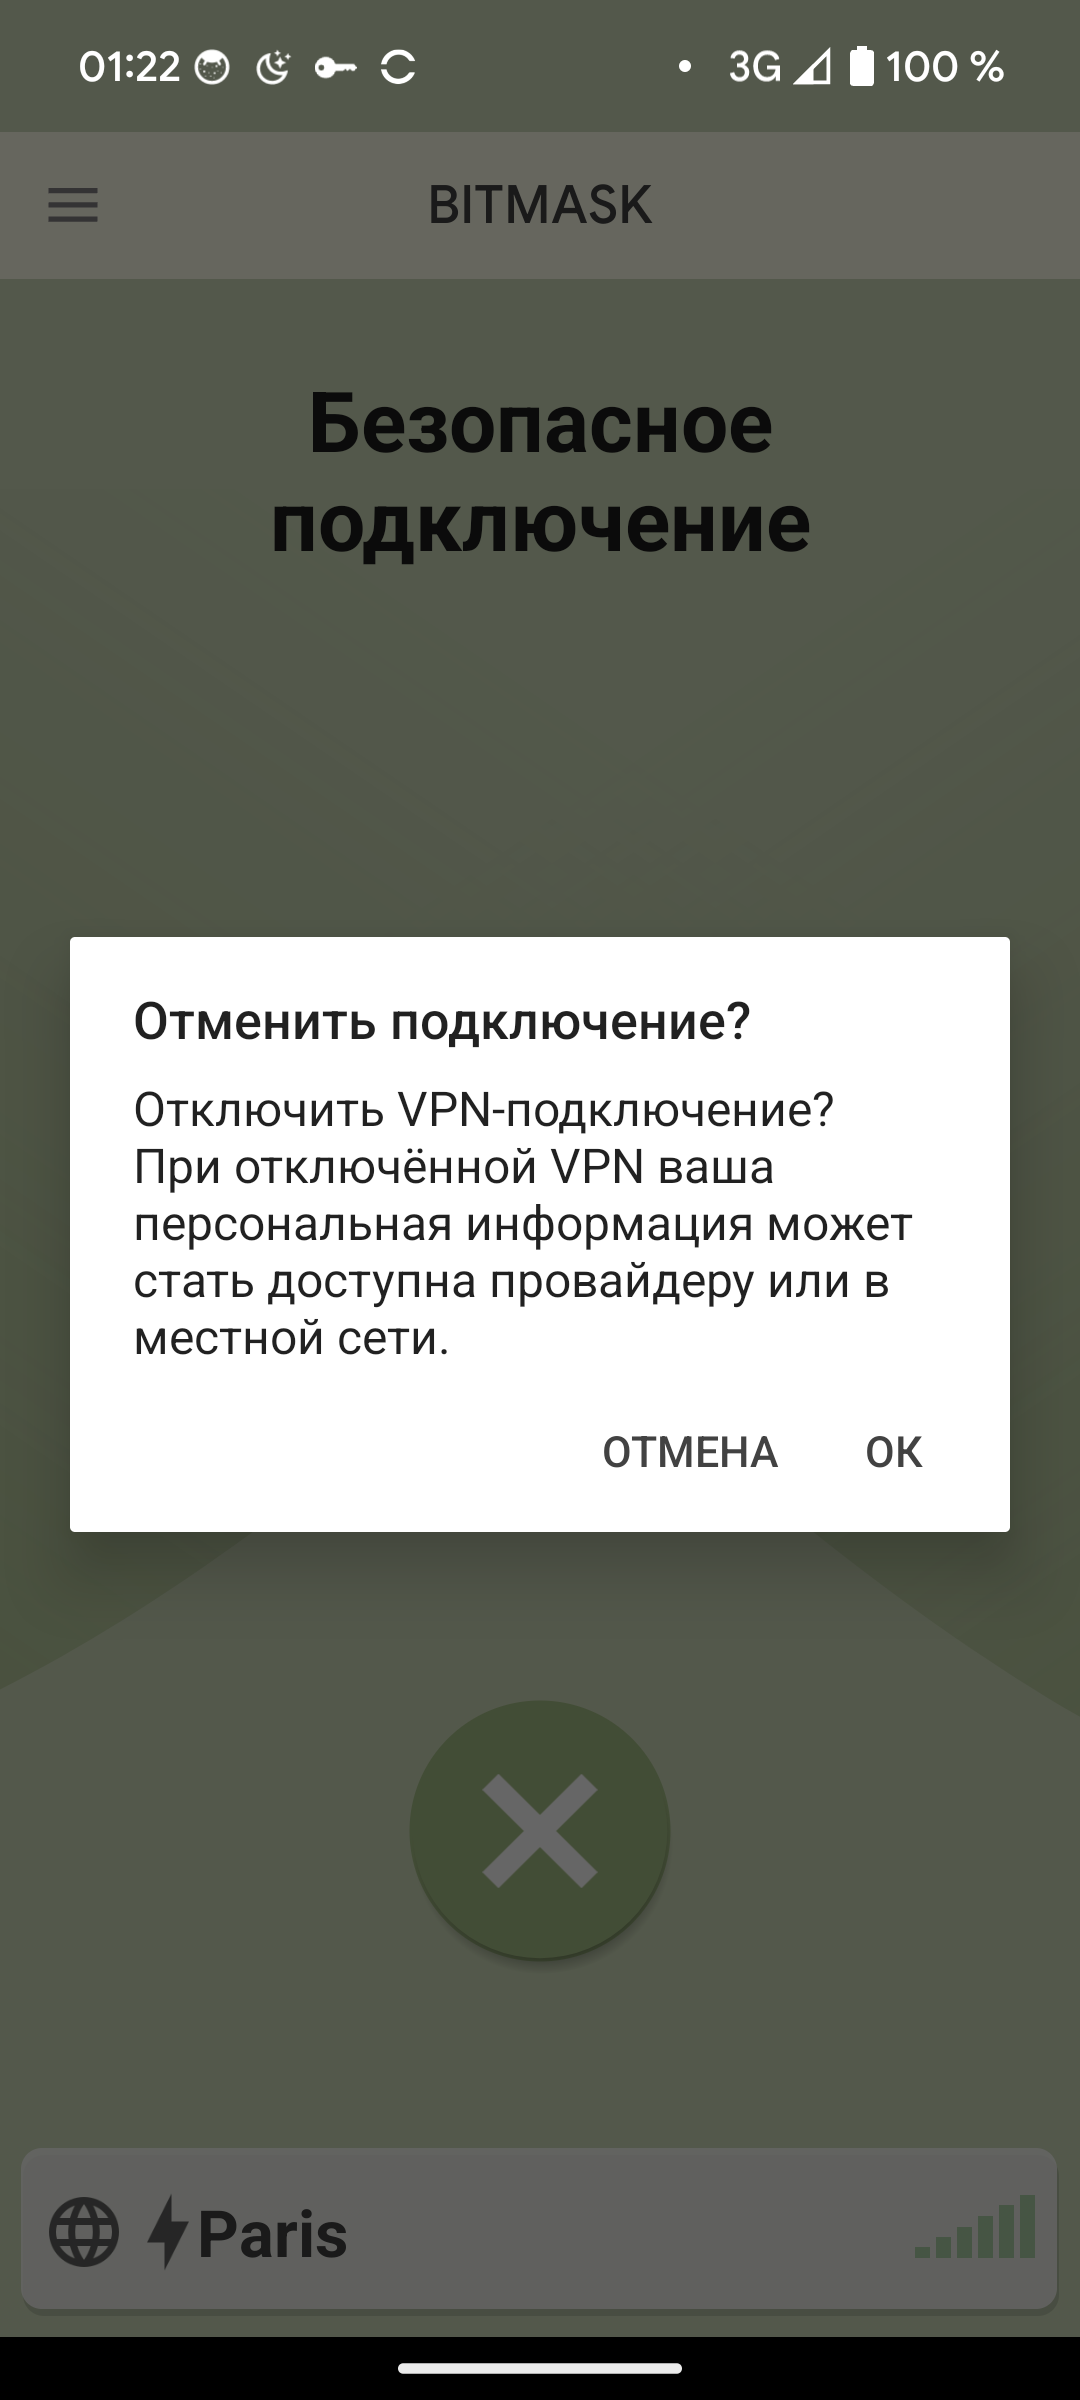 01:22
3G 100 %
BITMASK
Безопасное
подключение
Отменить подключение?
Отключить VPN-подключение?
При отключённой VPN ваша
персональная информация может
стать доступна провайдеру или в
местной сети.
ОТМЕНА ОК
Paris